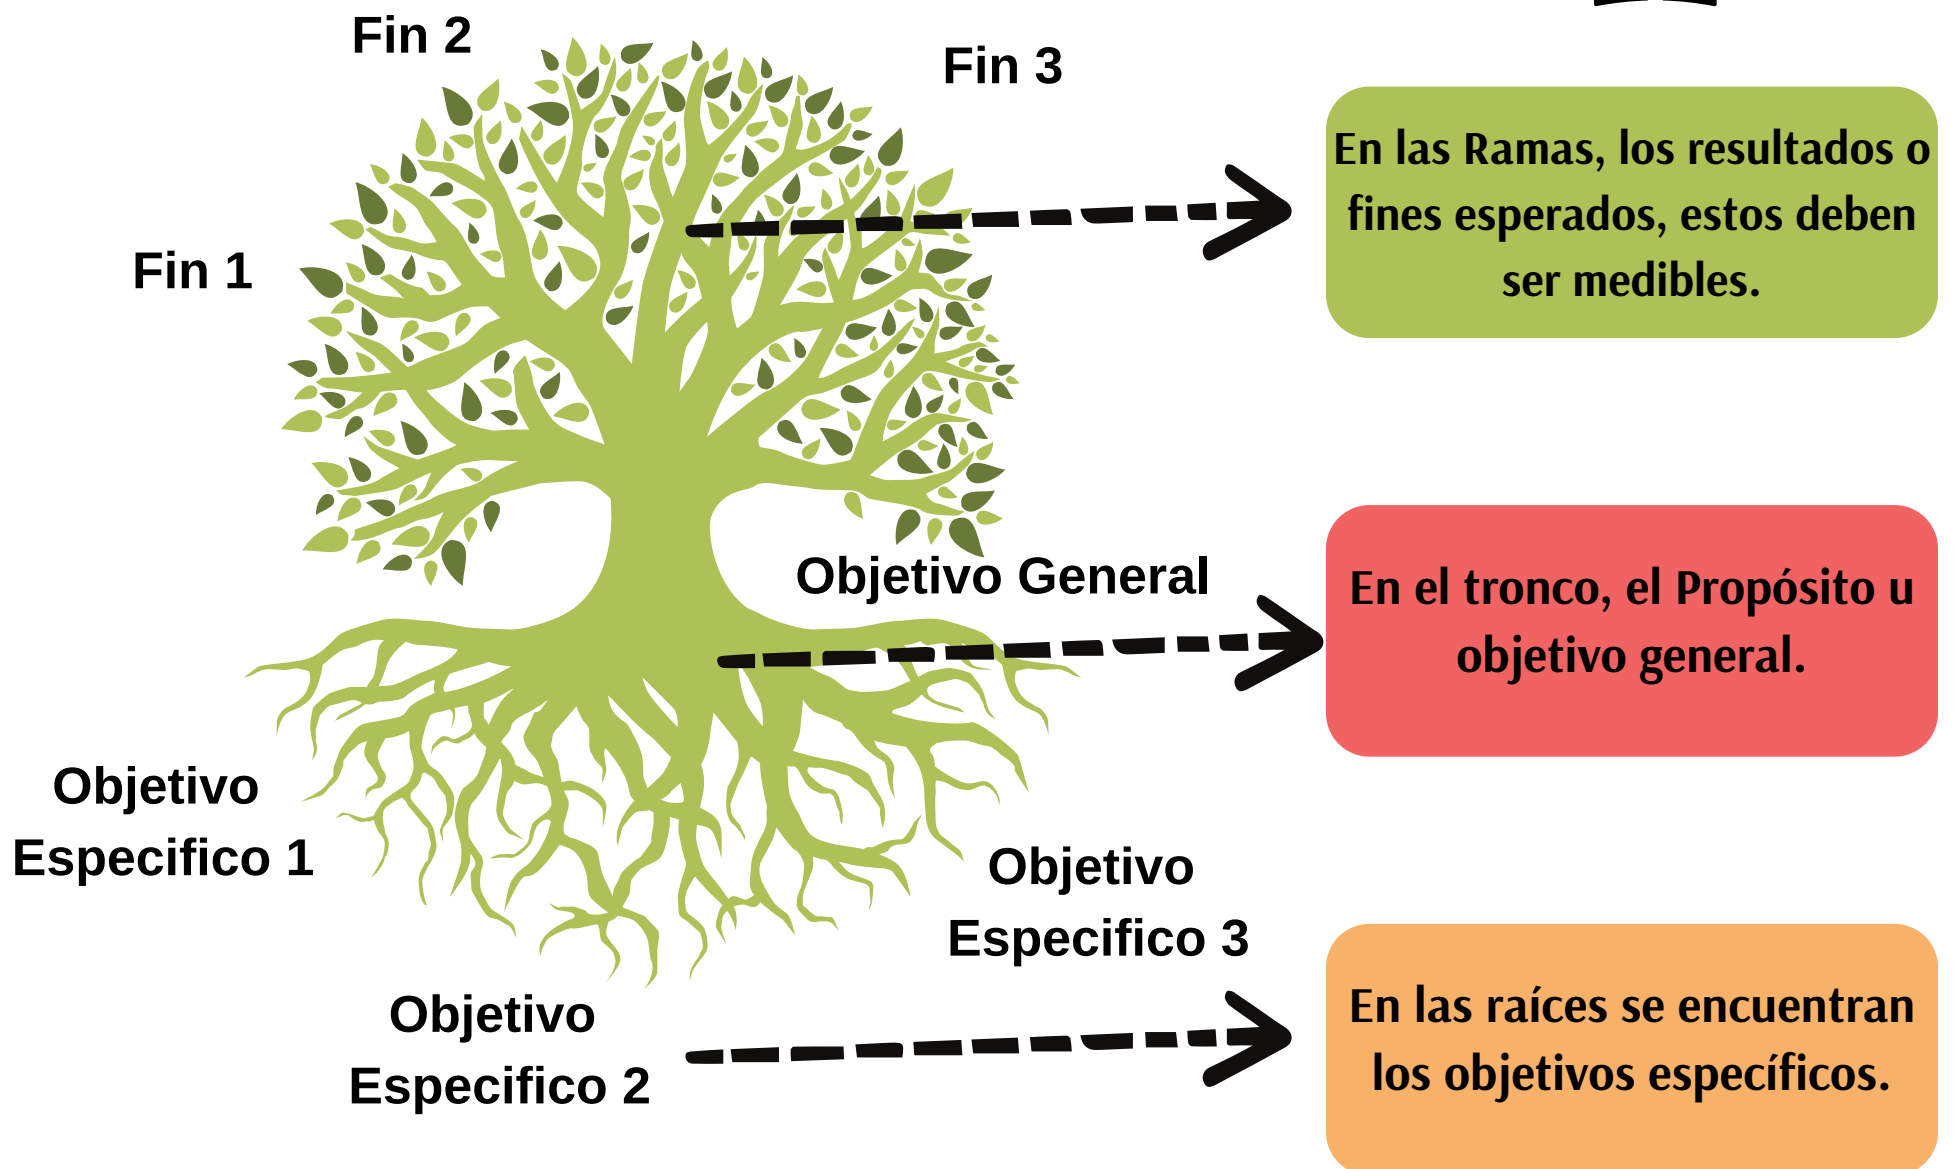 Fin 2
Fin 3
En las Ramas, los resultados o
fines esperados, estos deben
ser medibles.
Fin 1
Objetivo General
En el tronco, el Propósito u
objetivo general.
Objetivo
Especifico 1
Objetivo
Especifico 3
Objetivo
Especifico 2
En las raíces se encuentran
los objetivos específicos.